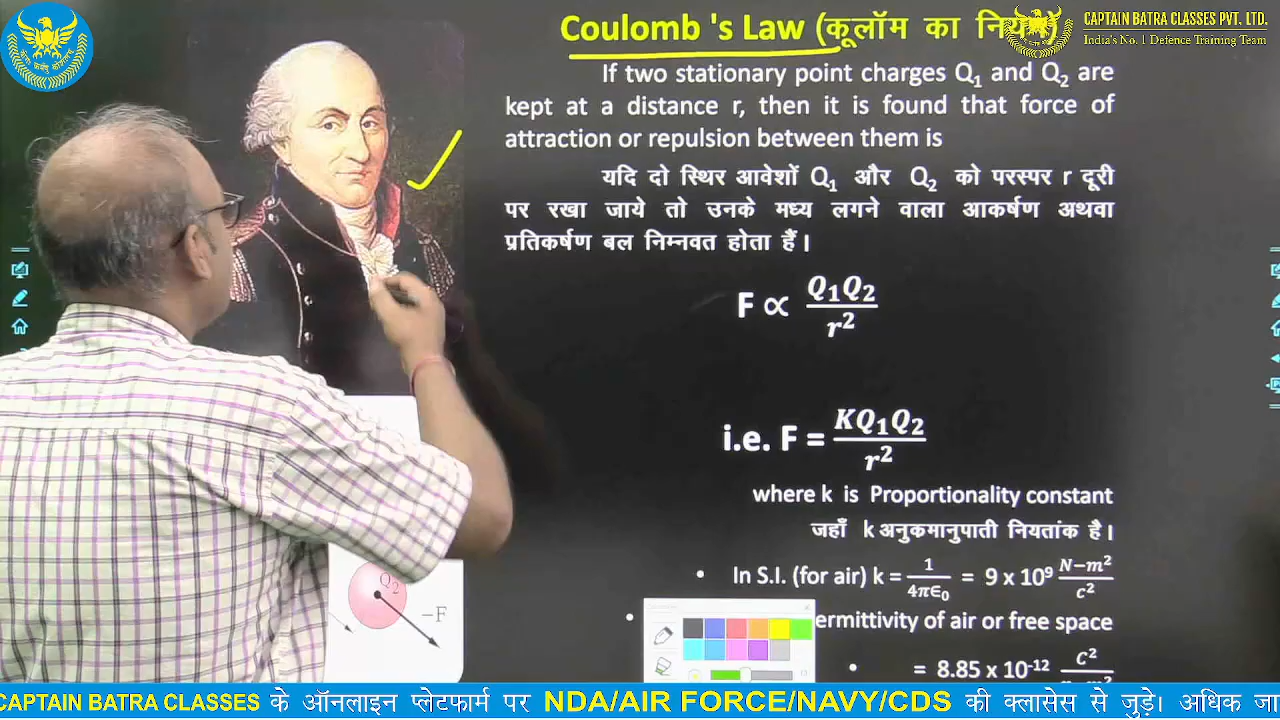 Coulomb 's Law (कूलॉम का
CAPTAIN BATRA CLASSES PVT. LTD.
India's No. 1 Defence Training Team
If two stationary point charges Q₁ and Q₂ are
kept at a distance r, then it is found that force of
attraction or repulsion between them is
यदि दो स्थिर आवेशों Q₁ और Q₂ को परस्पर r दूरी
पर रखा जाये तो उनके मध्य लगने वाला आकर्षण अथवा
प्रतिकर्षण बल निम्नवत होता हैं।
F ∝ Q₁Q₂/r²
i.e. F = KQ₁Q₂/r²
where k is Proportionality constant
जहाँ k अनुकमानुपाती नियतांक है।
• In S.I. (for air) k = 1/4π∈₀ = 9 x 10⁹ N−m²/c²
• ermittivity of air or free space
• = 8.85 x 10⁻¹² C²
Q₂
−F
CAPTAIN BATRA CLASSES के ऑनलाइन प्लेटफार्म पर NDA/AIR FORCE/NAVY/CDS की क्लासेस से जुड़े। अधिक जा